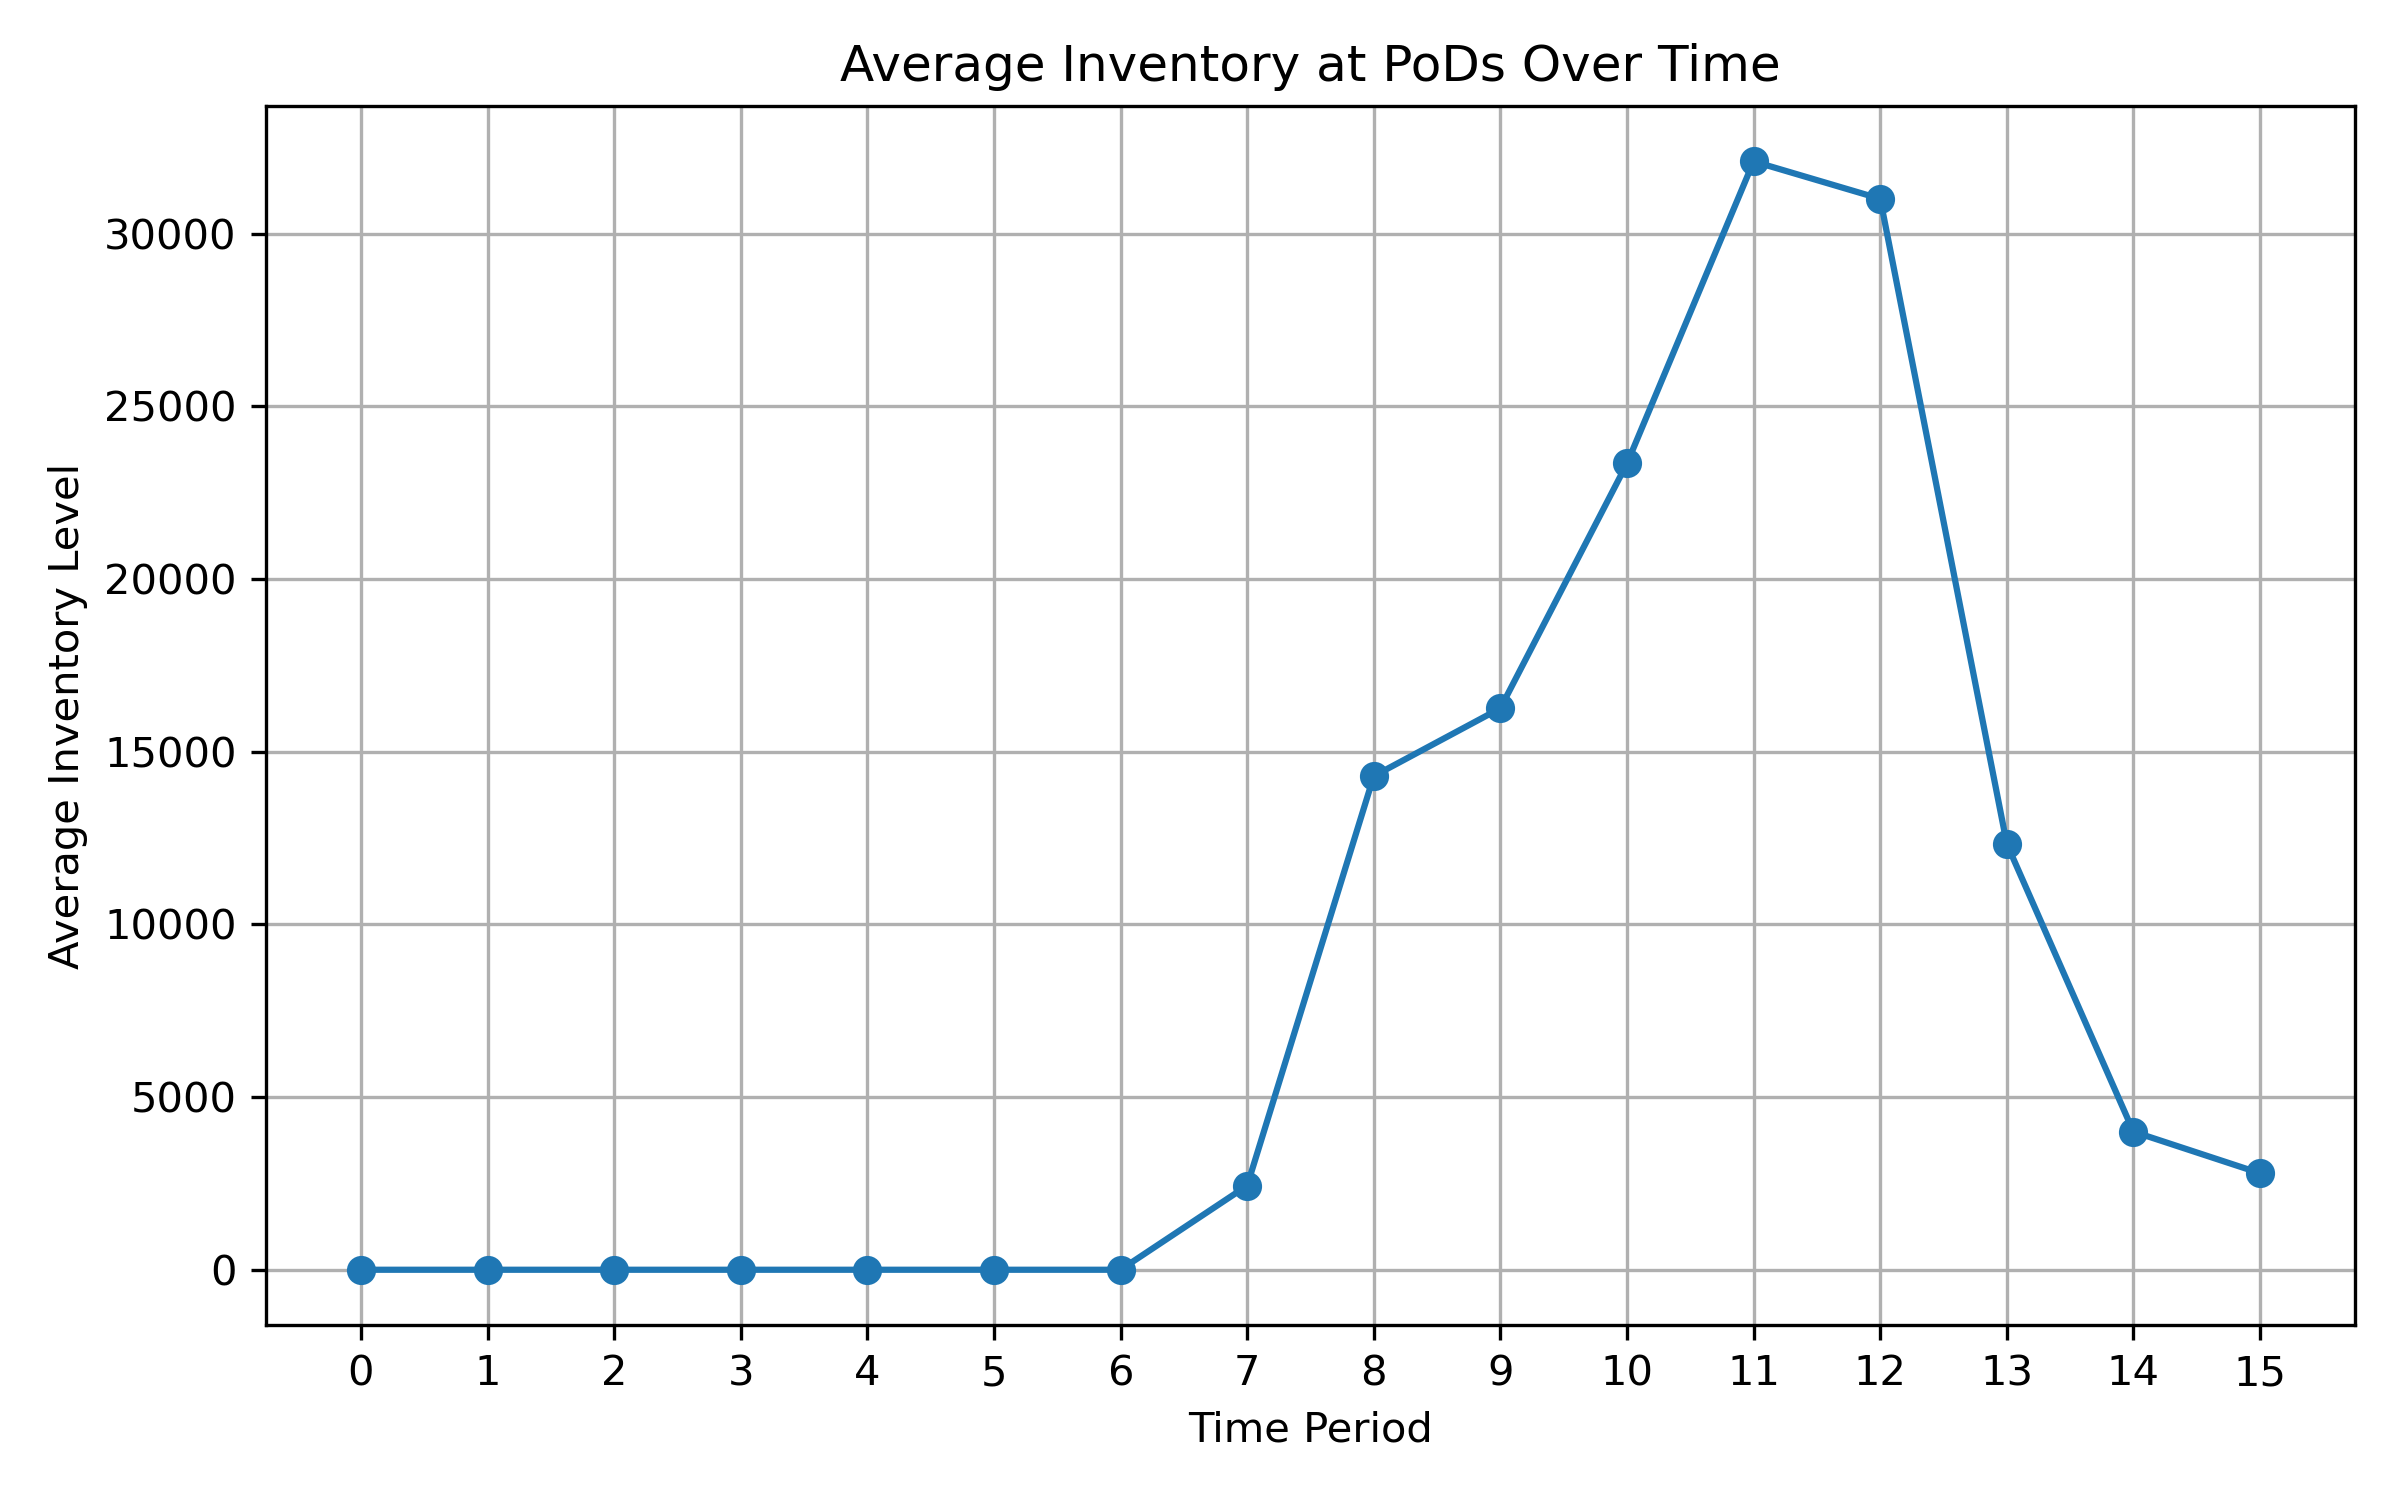 Average Inventory at PoDs Over Time
Average Inventory Level
30000
25000
20000
15000
10000
5000
0
0 1 2 3 4 5 6 7 8 9 10 11 12 13 14 15
Time Period